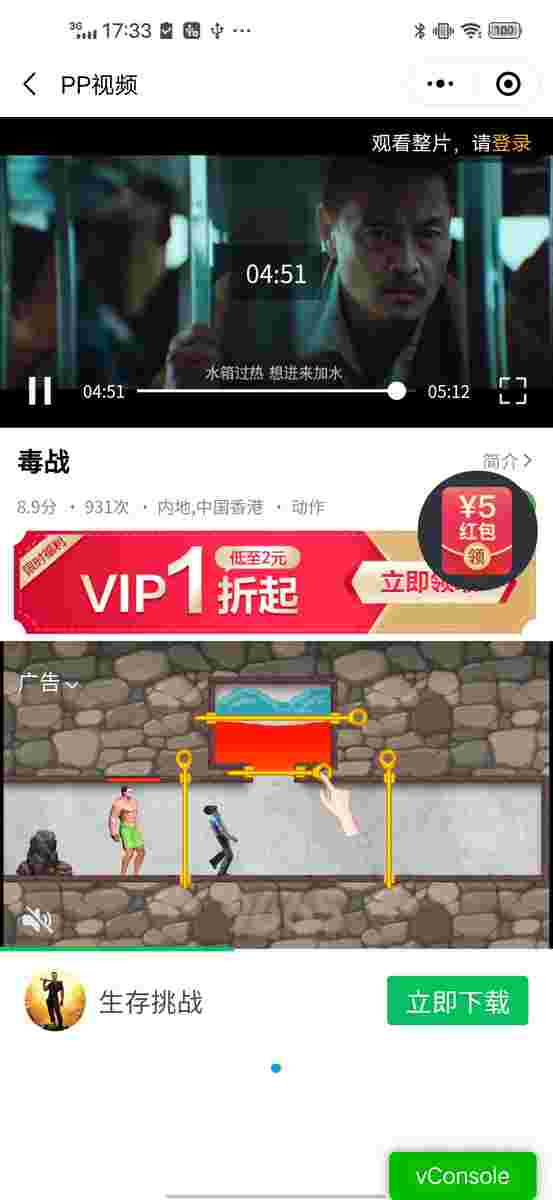 3G 17:33 100
PP视频
观看整片，请登录
04:51
水箱过热 想进来加水
04:51 05:12
毒战
简介
8.9分 · 931次 · 内地,中国香港 · 动作
¥5
红包
领
限时福利
VIP1折起
低至2元
立即领
广告
生存挑战
立即下载
vConsole